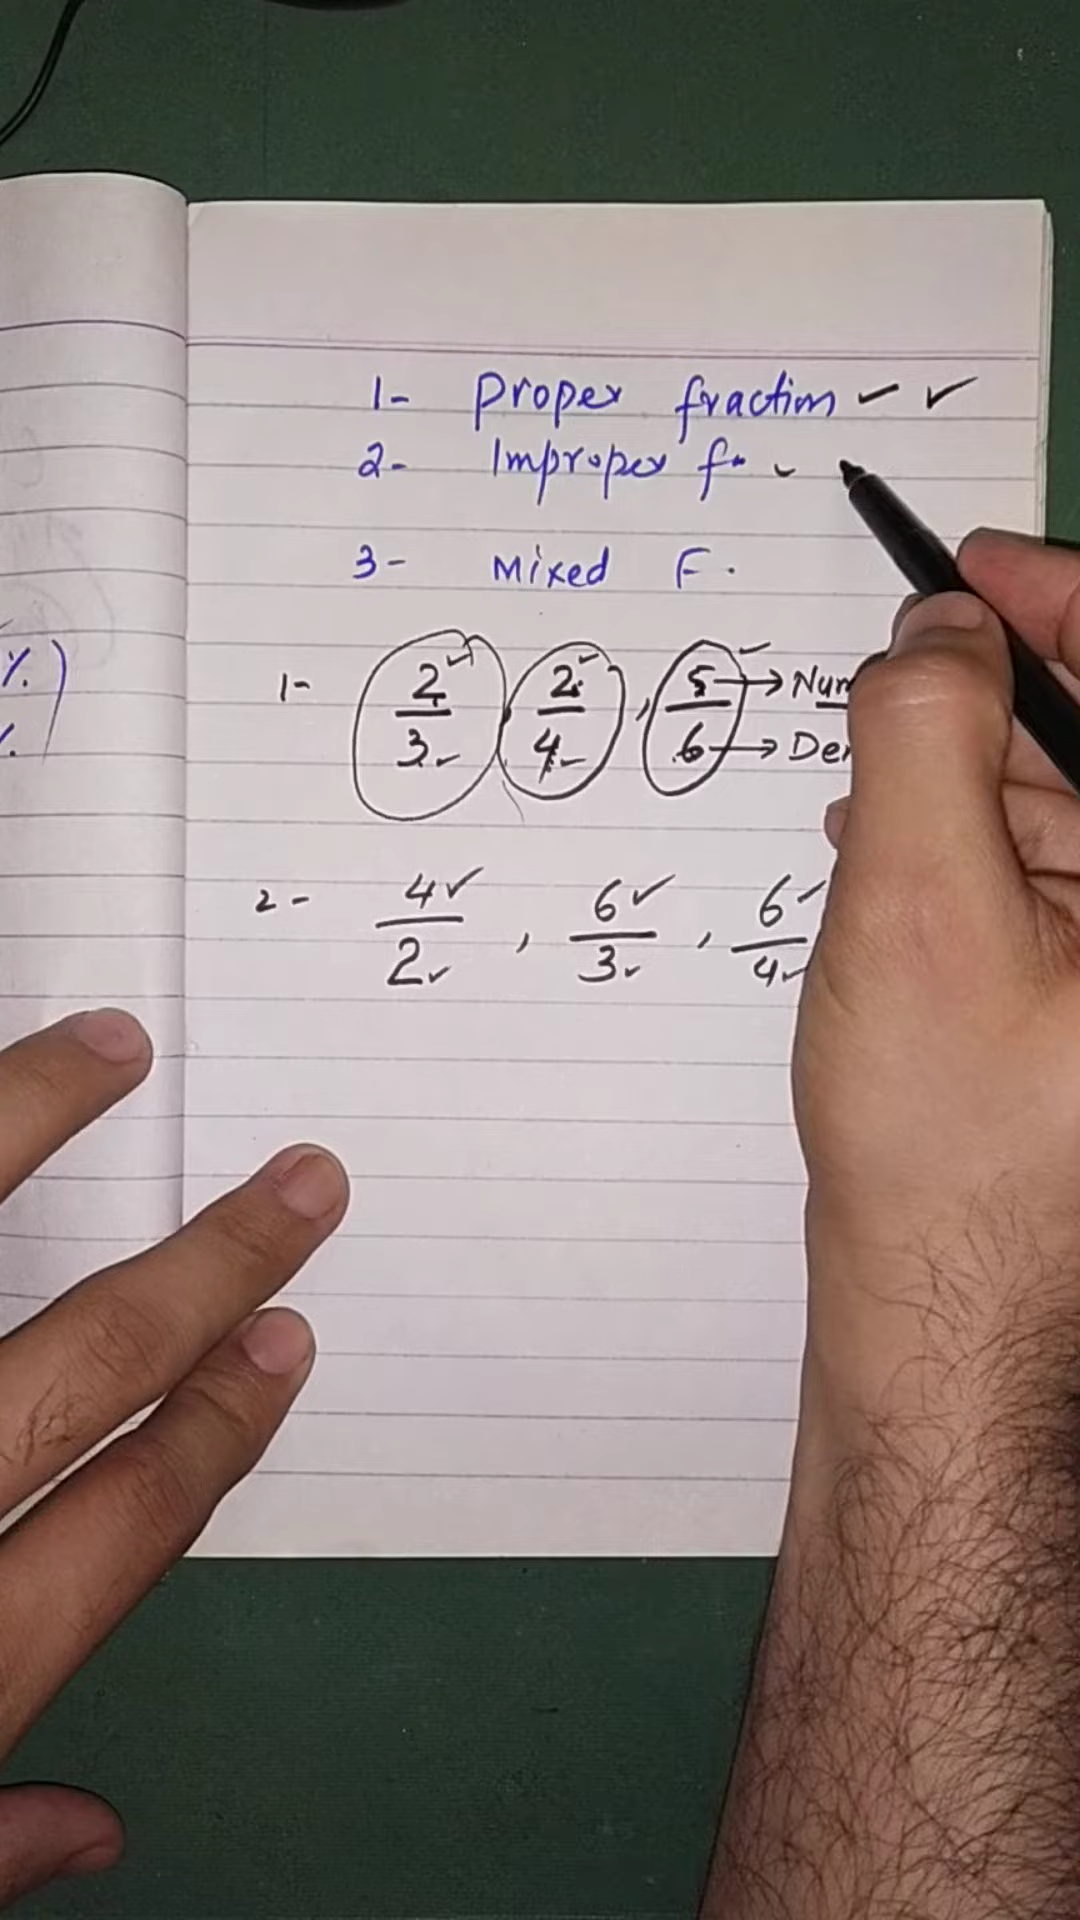 1- Proper fraction ✓ ✓
2- Improper f. ✓
3- Mixed F.
1- 2/3, 2/4, 5/6 → Num → Den
2- 4/2, 6/3, 6/4
%